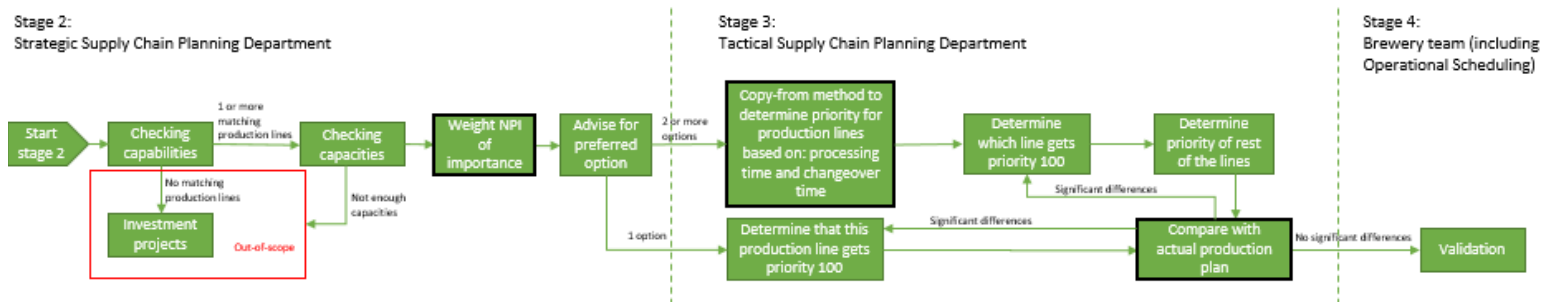 Stage 2:
Strategic Supply Chain Planning Department
Stage 3:
Tactical Supply Chain Planning Department
Stage 4:
Brewery team (including
Operational Scheduling)
Start
stage 2
Checking
capabilities
1 or more
matching
production lines
Checking
capacities
Weight NPI
of
importance
Advise for
preferred
option
2 or more
options
Copy-from method to
determine priority for
production lines
based on: processing
time and changeover
time
Determine
which line gets
priority 100
Determine
priority of rest
of the lines
No matching
production lines
Investment
projects
Out-of-scope
Not enough
capacities
1 option
Determine that this
production line gets
priority 100
Significant differences
Significant differences
Compare with
actual production
plan
No significant differences
Validation